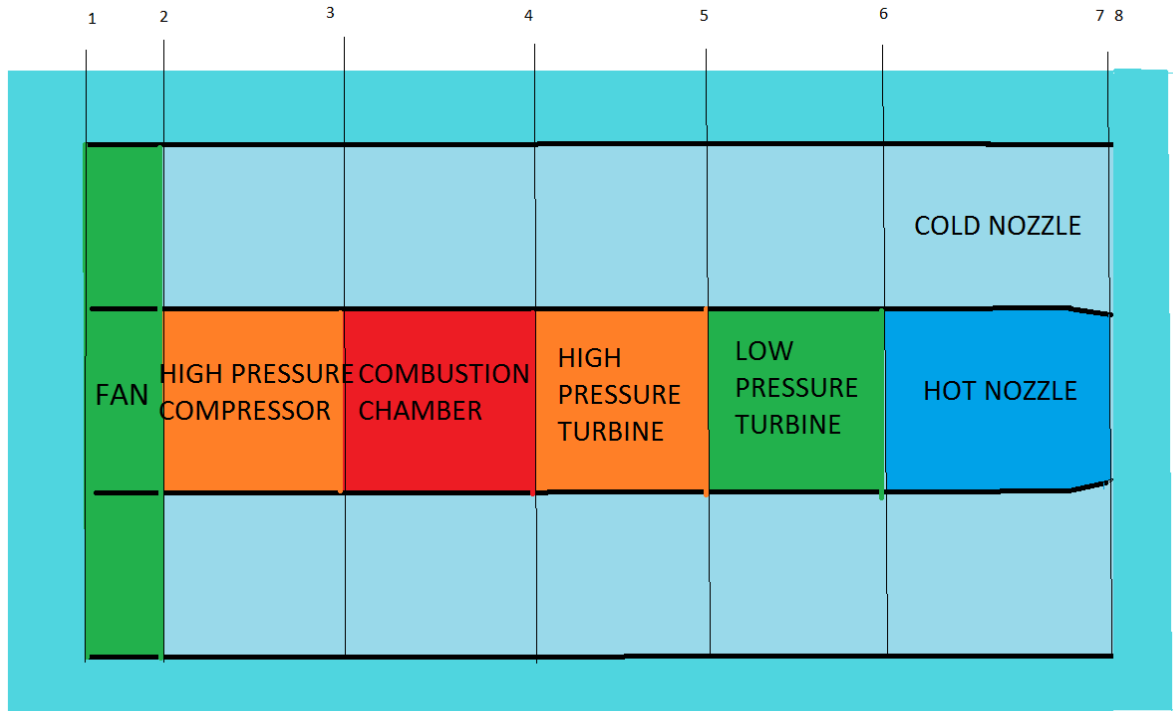 1 2 3 4 5 6 7 8
COLD NOZZLE
FAN
HIGH PRESSURE
COMPRESSOR
COMBUSTION
CHAMBER
HIGH
PRESSURE
TURBINE
LOW
PRESSURE
TURBINE
HOT NOZZLE